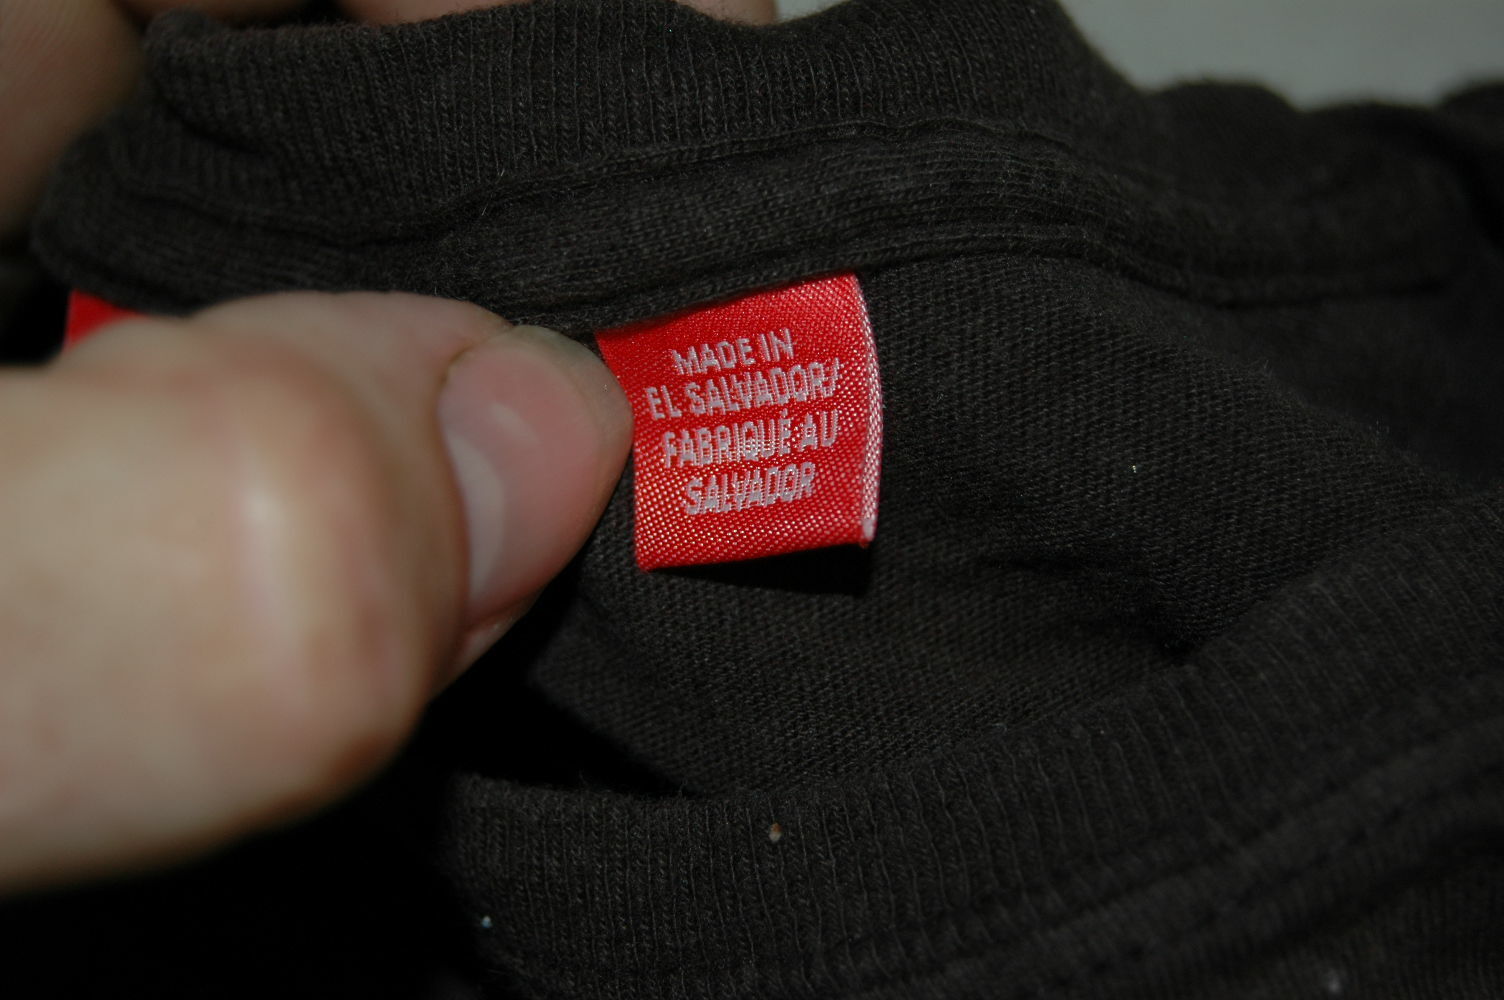 MADE IN
EL SALVADOR/
FABRIQUÉ AU
SALVADOR